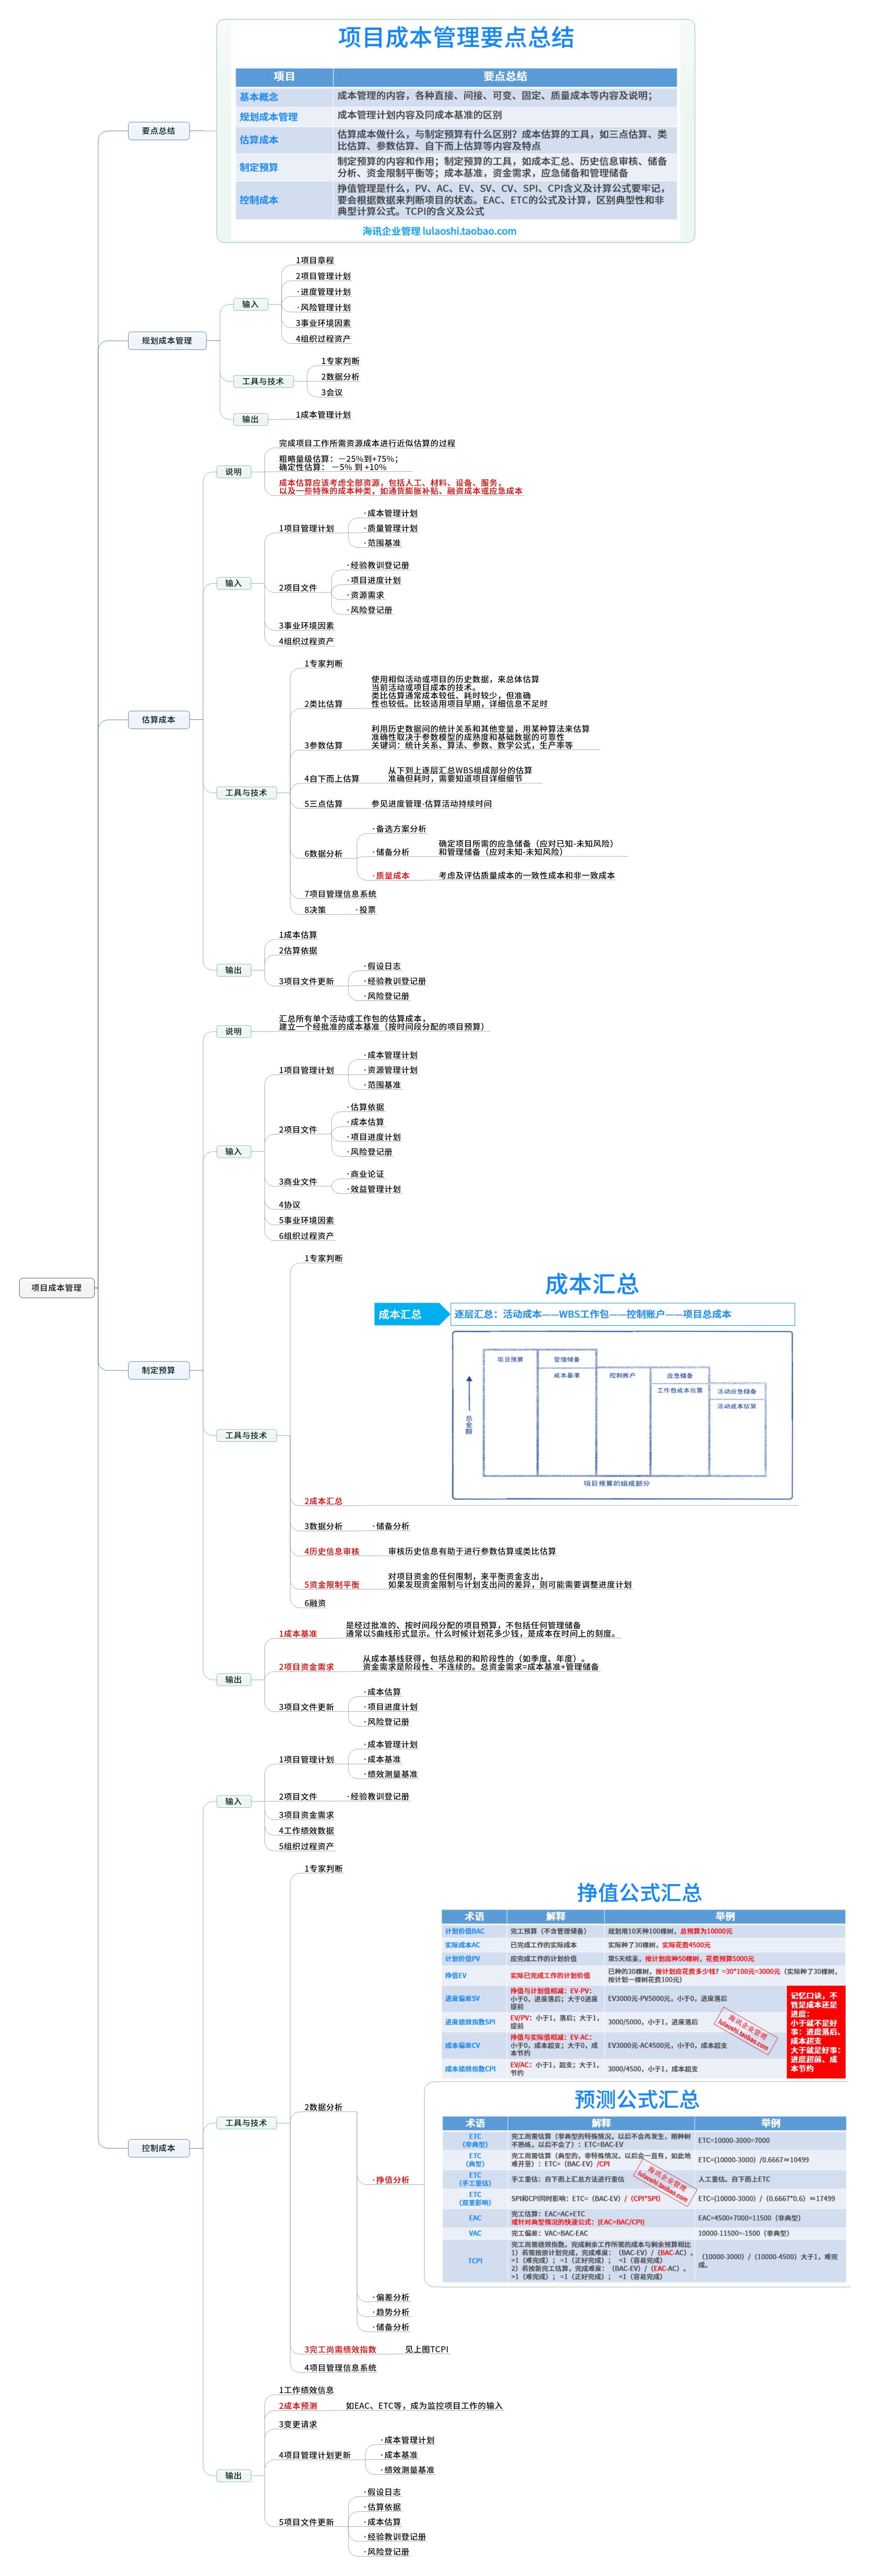 项目成本管理要点总结
项目
要点总结
基本概念
成本管理的内容，各种直接、间接、可变、固定、质量成本等内容及说明；
规划成本管理
成本管理计划内容及同成本基准的区别
估算成本
估算成本做什么，与制定预算有什么区别？成本估算的工具，如三点估算、类
比估算、参数估算、自下而上估算等内容及特点
制定预算
制定预算的内容和作用；制定预算的工具，如成本汇总、历史信息审核、储备
分析、资金限制平衡等；成本基准，资金需求，应急储备和管理储备
控制成本
挣值管理是什么，PV、AC、EV、SV、CV、SPI、CPI含义及计算公式要牢记，
要会根据数据来判断项目的状态。EAC、ETC的公式及计算，区别典型性和非
典型计算公式。TCPI的含义及公式
海讯企业管理 lulaoshi.taobao.com
要点总结
1项目章程
2项目管理计划
·进度管理计划
·风险管理计划
3事业环境因素
4组织过程资产
输入
规划成本管理
1专家判断
2数据分析
3会议
工具与技术
输出
1成本管理计划
完成项目工作所需资源成本进行近似估算的过程
粗略量级估算：－25%到+75%；
确定性估算： －5% 到 +10%
说明
成本估算应该考虑全部资源，包括人工、材料、设备、服务，
以及一些特殊的成本种类，如通货膨胀补贴、融资成本或应急成本
1项目管理计划
·成本管理计划
·质量管理计划
·范围基准
输入
2项目文件
·经验教训登记册
·项目进度计划
·资源需求
·风险登记册
3事业环境因素
4组织过程资产
估算成本
1专家判断
2类比估算
使用相似活动或项目的历史数据，来总体估算
当前活动或项目成本的技术。
类比估算通常成本较低、耗时较少，但准确
性也较低。比较适用项目早期，详细信息不足时
3参数估算
利用历史数据间的统计关系和其他变量，用某种算法来估算
准确性取决于参数模型的成熟度和基础数据的可靠性
关键词：统计关系、算法、参数、数学公式，生产率等
4自下而上估算
从下到上逐层汇总WBS组成部分的估算
准确但耗时，需要知道项目详细细节
工具与技术
5三点估算
参见进度管理-估算活动持续时间
6数据分析
·备选方案分析
·储备分析
确定项目所需的应急储备（应对已知-未知风险）
和管理储备（应对未知-未知风险）
·质量成本
考虑及评估质量成本的一致性成本和非一致成本
7项目管理信息系统
8决策
·投票
1成本估算
2估算依据
输出
3项目文件更新
·假设日志
·经验教训登记册
·风险登记册
说明
汇总所有单个活动或工作包的估算成本，
建立一个经批准的成本基准（按时间段分配的项目预算）
1项目管理计划
·成本管理计划
·资源管理计划
·范围基准
2项目文件
·估算依据
·成本估算
·项目进度计划
·风险登记册
输入
3商业文件
·商业论证
·效益管理计划
4协议
5事业环境因素
6组织过程资产
项目成本管理
1专家判断
成本汇总
成本汇总
逐层汇总：活动成本——WBS工作包——控制账户——项目总成本
项目预算
管理储备
成本基准
控制账户
应急储备
工作包成本估算
活动应急储备
活动成本估算
总金额
项目预算的组成部分
制定预算
工具与技术
2成本汇总
3数据分析
·储备分析
4历史信息审核
审核历史信息有助于进行参数估算或类比估算
5资金限制平衡
对项目资金的任何限制，来平衡资金支出，
如果发现资金限制与计划支出间的差异，则可能需要调整进度计划
6融资
1成本基准
是经过批准的、按时间段分配的项目预算，不包括任何管理储备
通常以S曲线形式显示。什么时候计划花多少钱，是成本在时间上的刻度。
输出
2项目资金需求
从成本基线获得，包括总和的和阶段性的（如季度、年度）。
资金需求是阶段性、不连续的。总资金需求=成本基准+管理储备
3项目文件更新
·成本估算
·项目进度计划
·风险登记册
1项目管理计划
·成本管理计划
·成本基准
·绩效测量基准
输入
2项目文件
·经验教训登记册
3项目资金需求
4工作绩效数据
5组织过程资产
1专家判断
挣值公式汇总
术语
解释
举例
计划价值BAC
完工预算（不含管理储备）
规划用10天种100棵树，总预算为10000元
实际成本AC
已完成工作的实际成本
实际种了30棵树，实际花费4500元
计划价值PV
应完成工作的计划价值
第5天结束，按计划应种50棵树，花费预算5000元
挣值EV
实际已完成工作的计划价值
已种的30棵树，按计划应花费多少钱？=30*100元=3000元（实际种了30棵树，
按计划一棵树花费100元）
进度偏差SV
挣值与计划值相减：EV-PV：
小于0，进度落后；大于0进度
提前
EV3000元-PV5000元，小于0，进度落后
进度绩效指数SPI
EV/PV：小于1，落后；大于1，
提前
3000/5000，小于1，进度落后
成本偏差CV
挣值与实际值相减：EV-AC：
小于0，成本超支；大于0，成
本节约
EV3000元-AC4500元，小于0，成本超支
成本绩效指数CPI
EV/AC：小于1，超支；大于1，
节约
3000/4500，小于1，成本超支
记忆口诀，不
管是成本还是
进度：
小于就不是好
事：进度落后、
成本超支
大于就是好事：
进度超前、成
本节约
海讯企业管理
lulaoshi.taobao.com
预测公式汇总
术语
解释
举例
ETC
（非典型）
完工尚需估算（非典型的特殊情况，以后不会再发生，刚种树
不熟练，以后不会了）：ETC=BAC-EV
ETC=10000-3000=7000
ETC
（典型）
完工尚需估算（典型的，非特殊情况，以后会一直有，如此地
难开垦）：ETC=（BAC-EV）/CPI
ETC=(10000-3000）/0.6667≈10499
ETC
（手工重估）
手工重估：自下而上汇总方法进行重估
人工重估。自下而上ETC
ETC
（双重影响）
SPI和CPI同时影响：ETC=（BAC-EV）/（CPI*SPI）
ETC=(10000-3000）/（0.6667*0.6）≈17499
EAC
完工估算：EAC=AC+ETC
或针对典型情况的快速公式：(EAC=BAC/CPI)
EAC=4500+7000=11500（非典型）
VAC
完工偏差：VAC=BAC-EAC
10000-11500=-1500（非典型）
TCPI
完工尚需绩效指数。完成剩余工作所需的成本与剩余预算相比
1）若需按原计划完成，完成难度：（BAC-EV）/（BAC-AC）。
>1（难完成）； =1（正好完成）； <1（容易完成）
2）若按新完工估算，完成难度：（BAC-EV）/（EAC-AC）。
>1（难完成）； =1（正好完成）； <1（容易完成）
（10000-3000）/（10000-4500）大于1，难完
成。
海讯企业管理
lulaoshi.taobao.com
2数据分析
·挣值分析
控制成本
工具与技术
·偏差分析
·趋势分析
·储备分析
3完工尚需绩效指数
见上图TCPI
4项目管理信息系统
1工作绩效信息
2成本预测
如EAC、ETC等，成为监控项目工作的输入
3变更请求
4项目管理计划更新
·成本管理计划
·成本基准
·绩效测量基准
输出
5项目文件更新
·假设日志
·估算依据
·成本估算
·经验教训登记册
·风险登记册